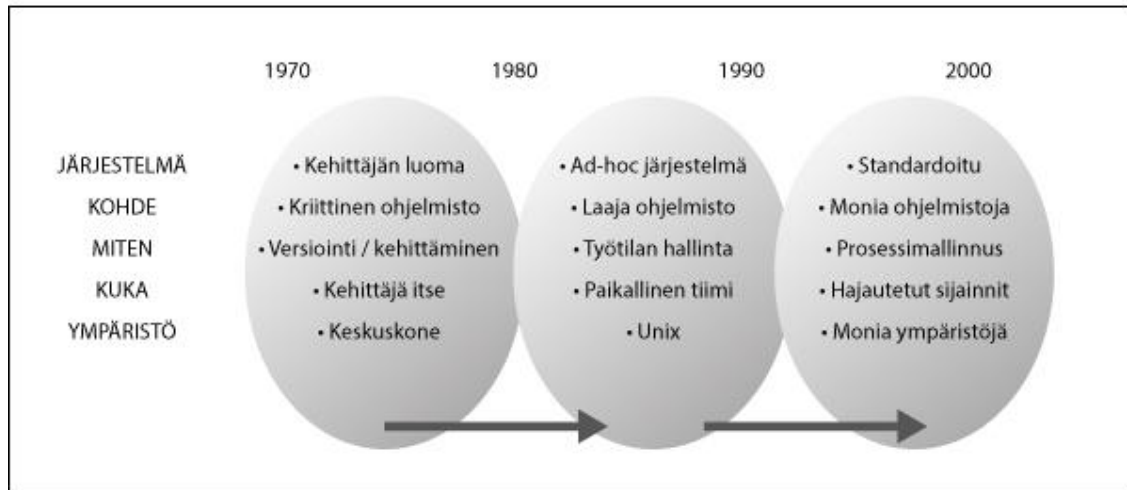 1970 1980 1990 2000
JÄRJESTELMÄ • Kehittäjän luoma • Ad-hoc järjestelmä • Standardoitu
KOHDE • Kriittinen ohjelmisto • Laaja ohjelmisto • Monia ohjelmistoja
MITEN • Versiointi / kehittäminen • Työtilan hallinta • Prosessimallinnus
KUKA • Kehittäjä itse • Paikallinen tiimi • Hajautetut sijainnit
YMPÄRISTÖ • Keskuskone • Unix • Monia ympäristöjä